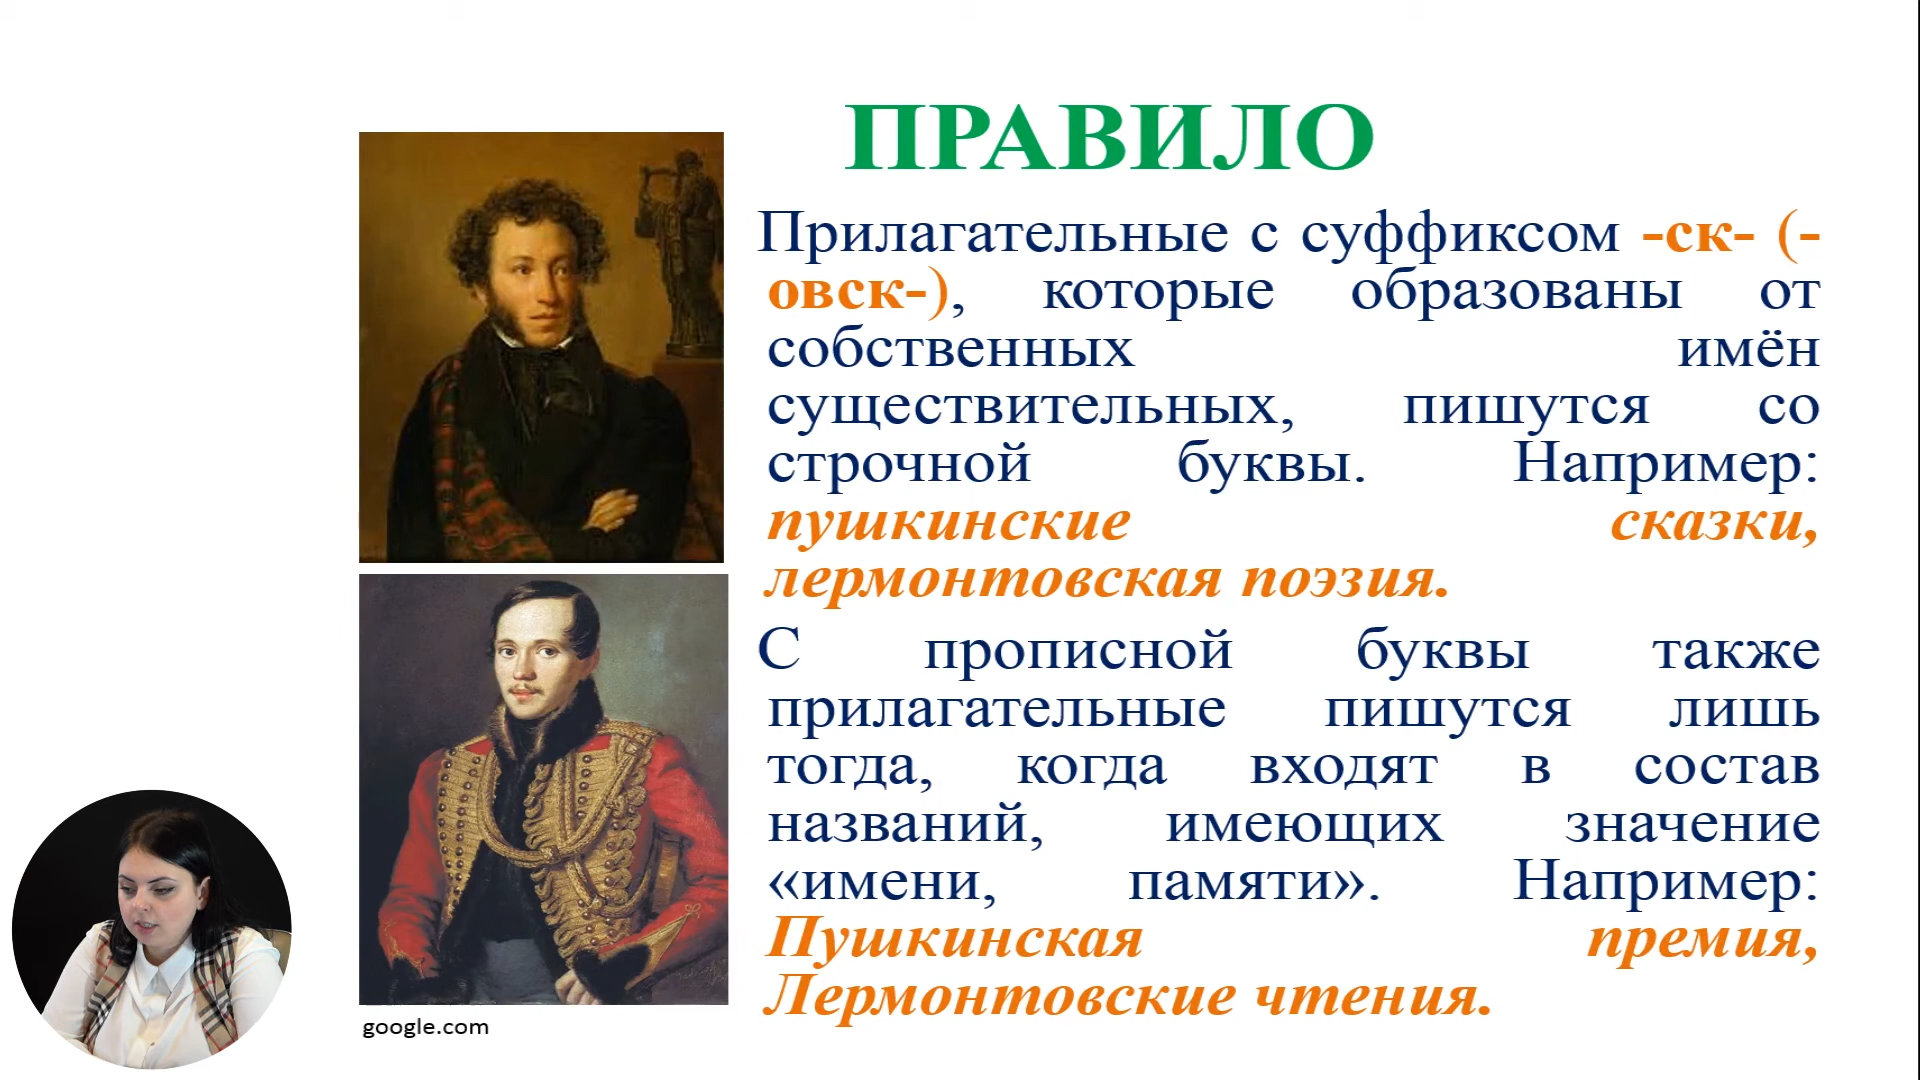 ПРАВИЛО
Прилагательные с суффиксом -ск- (-
овск-), которые образованы от
собственных имён
существительных, пишутся со
строчной буквы. Например:
пушкинские сказки,
лермонтовская поэзия.
С прописной буквы также
прилагательные пишутся лишь
тогда, когда входят в состав
названий, имеющих значение
«имени, памяти». Например:
Пушкинская премия,
Лермонтовские чтения.
google.com